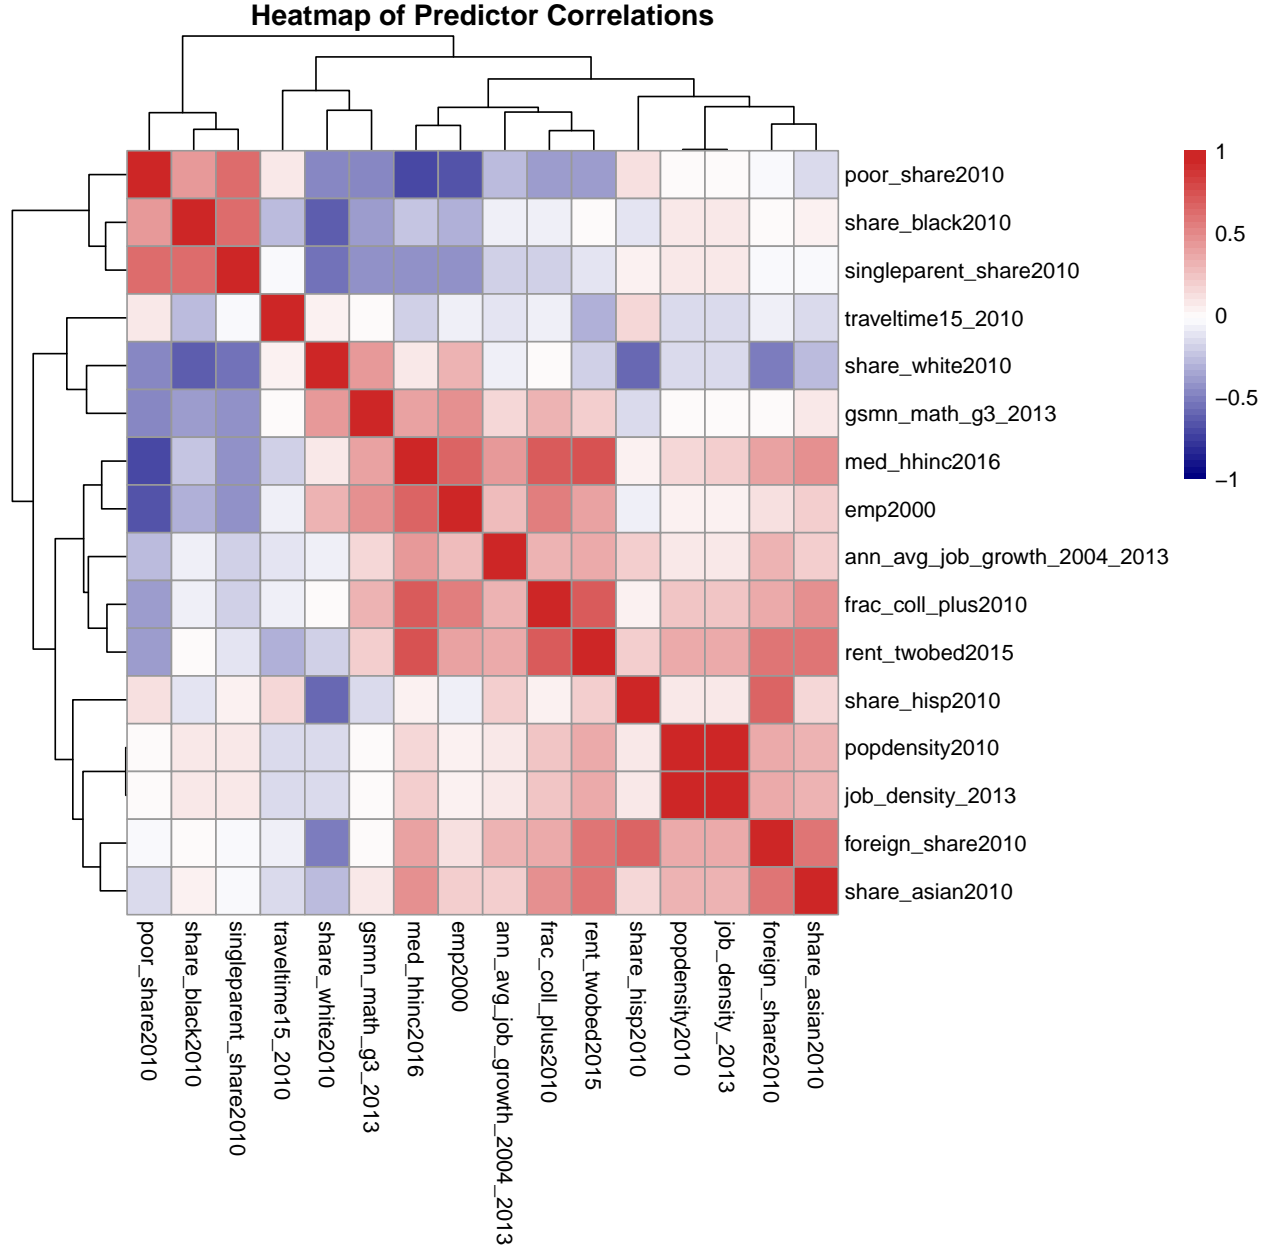 Heatmap of Predictor Correlations
poor_share2010
share_black2010
singleparent_share2010
traveltime15_2010
share_white2010
gsmn_math_g3_2013
med_hhinc2016
emp2000
ann_avg_job_growth_2004_2013
frac_coll_plus2010
rent_twobed2015
share_hisp2010
popdensity2010
job_density_2013
foreign_share2010
share_asian2010
1
0.5
0
−0.5
−1
poor_share2010
share_black2010
singleparent_share2010
traveltime15_2010
share_white2010
gsmn_math_g3_2013
med_hhinc2016
emp2000
ann_avg_job_growth_2004_2013
frac_coll_plus2010
rent_twobed2015
share_hisp2010
popdensity2010
job_density_2013
foreign_share2010
share_asian2010